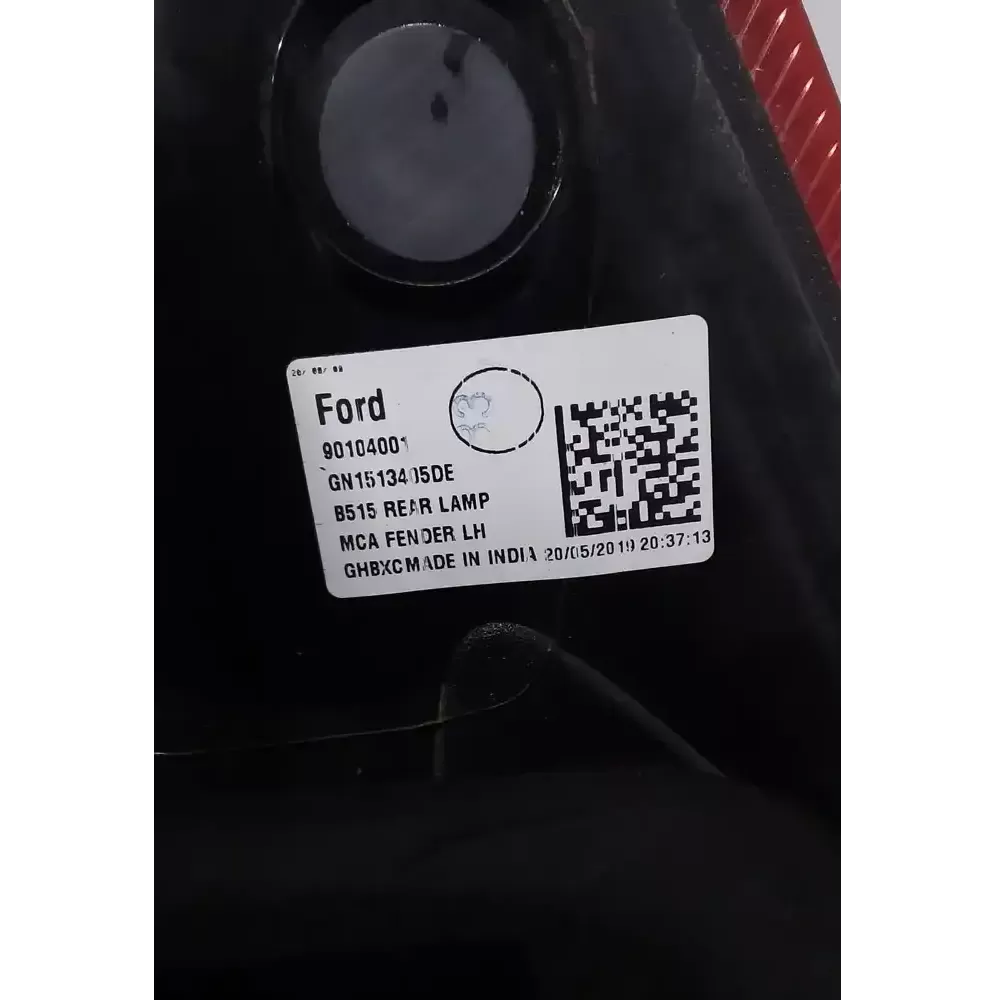 Ford
90104001
GN1513405DE
B515 REAR LAMP
MCA FENDER LH
GHBXCMADE IN INDIA 20/05/2019 20:37:13